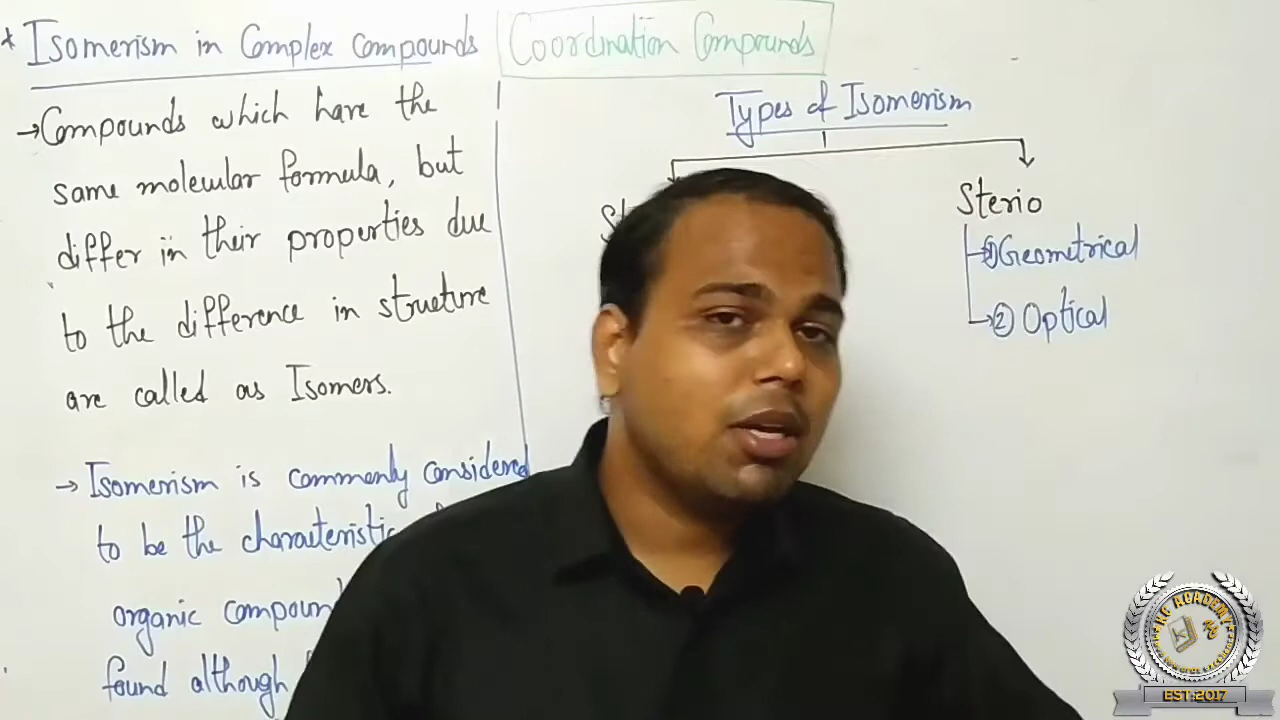 * Isomerism in Complex Compounds
Coordination Compounds
→ Compounds which have the
same molecular formula, but
differ in their properties due
to the difference in structure
are called as Isomers.
→ Isomerism is commonly considered
to be the characteristic
organic
found although
Types of Isomerism
Sterio
① Geometrical
② Optical
THE ACADEMY
EST.2017